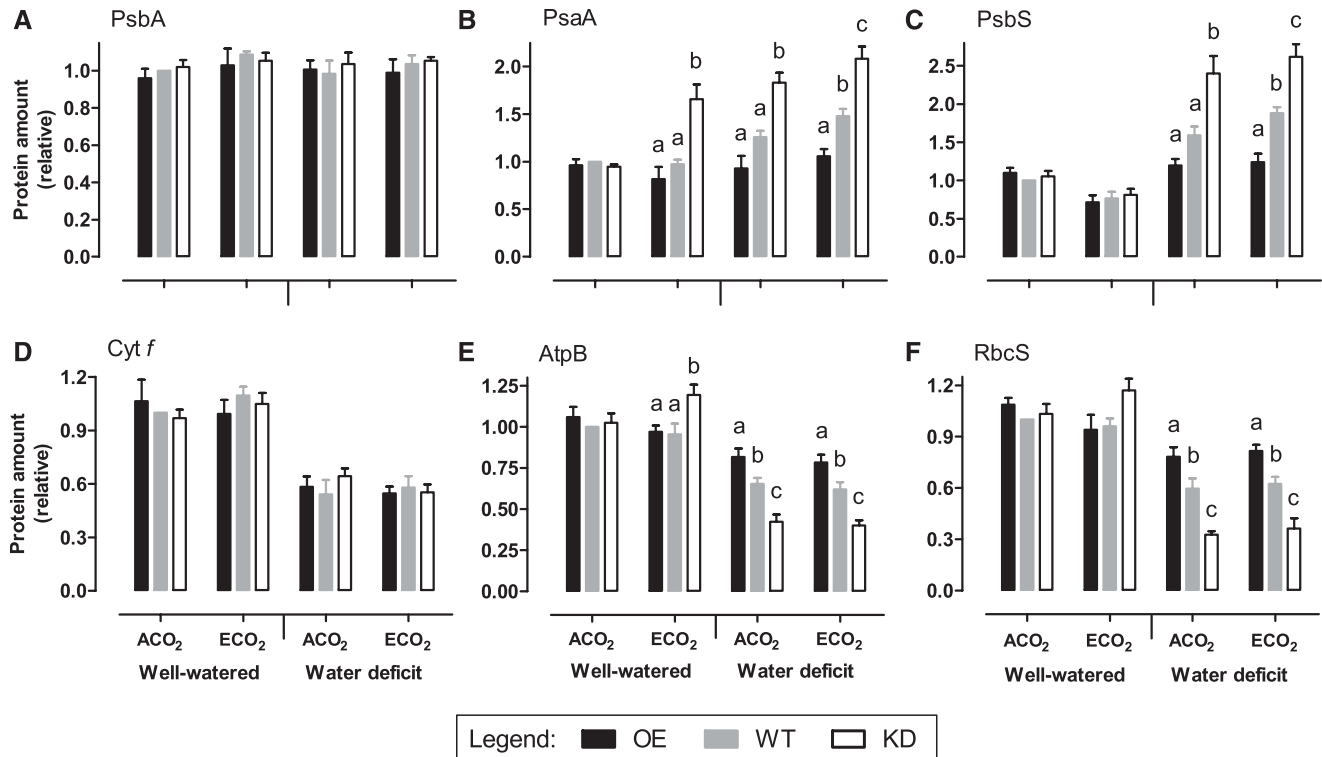 A PsbA
Protein amount
(relative)
1.0
0.8
0.6
0.4
0.2
0.0
B PsaA
2.0
1.5
1.0
0.5
0.0
a a b
a a b
a b c
C PsbS
2.5
2.0
1.5
1.0
0.5
0.0
a a b
a b c
D Cyt f
Protein amount
(relative)
1.2
0.9
0.6
0.3
0.0
ACO2 ECO2 ACO2 ECO2
Well-watered Water deficit
E AtpB
1.25
1.00
0.75
0.50
0.25
0.00
a a b
a b c
a b c
ACO2 ECO2 ACO2 ECO2
Well-watered Water deficit
F RbcS
1.2
0.9
0.6
0.3
0.0
a b c
a b c
ACO2 ECO2 ACO2 ECO2
Well-watered Water deficit
Legend: OE WT KD